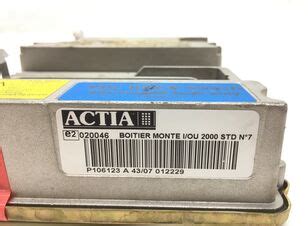 ACTIA
e2 020046 BOITIER MONTE I/OU 2000 STD N°7
P106123 A 43/07 012229